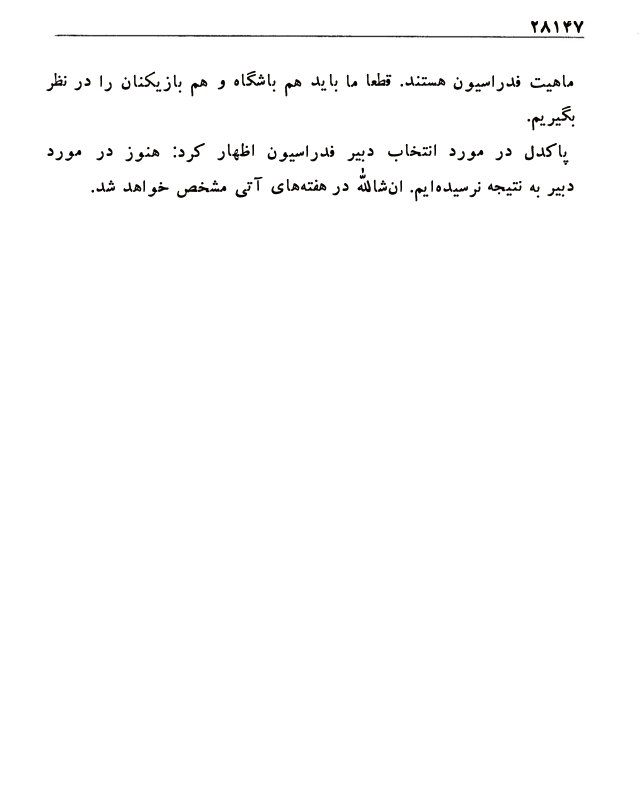 ۲۸۱۴۷
ماهیت فدراسیون هستند. قطعا ما باید هم باشگاه و هم بازیکنان را در نظر
بگیریم.
پاکدل در مورد انتخاب دبیر فدراسیون اظهار کرد: هنوز در مورد
دبیر به نتیجه نرسیده‌ایم. ان‌شالله در هفته‌های آتی مشخص خواهد شد.